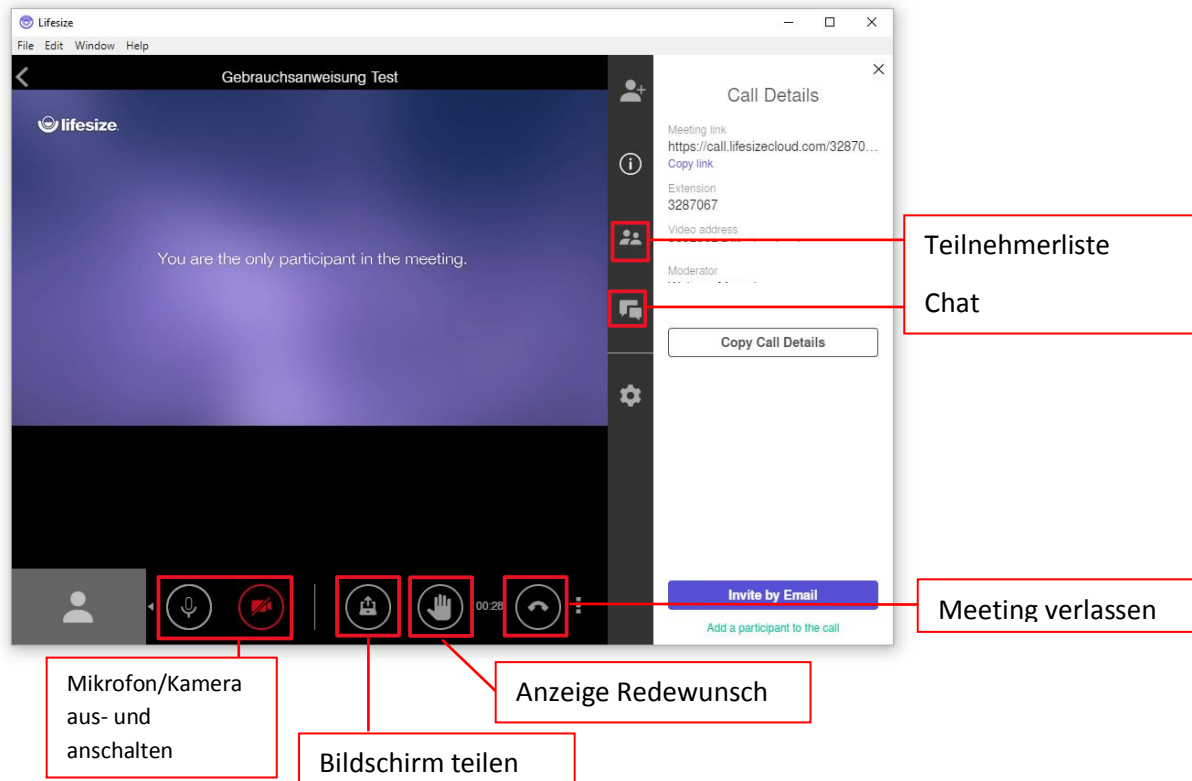 Lifesize
File Edit Window Help
Gebrauchsanweisung Test
lifesize
You are the only participant in the meeting.
Call Details
Meeting link
https://call.lifesizecloud.com/32870...
Copy link
Extension
3287067
Video address
Moderator
Copy Call Details
Invite by Email
Add a participant to the call
00:28
Teilnehmerliste
Chat
Meeting verlassen
Mikrofon/Kamera
aus- und
anschalten
Anzeige Redewunsch
Bildschirm teilen